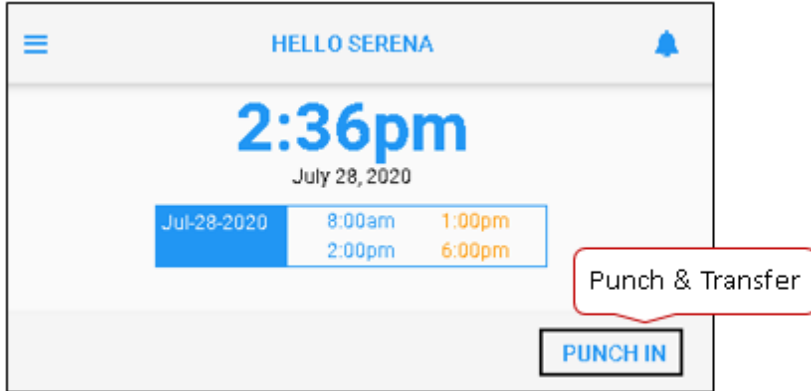 HELLO SERENA
2:36pm
July 28, 2020
Jul-28-2020 8:00am 1:00pm
2:00pm 6:00pm
Punch & Transfer
PUNCH IN